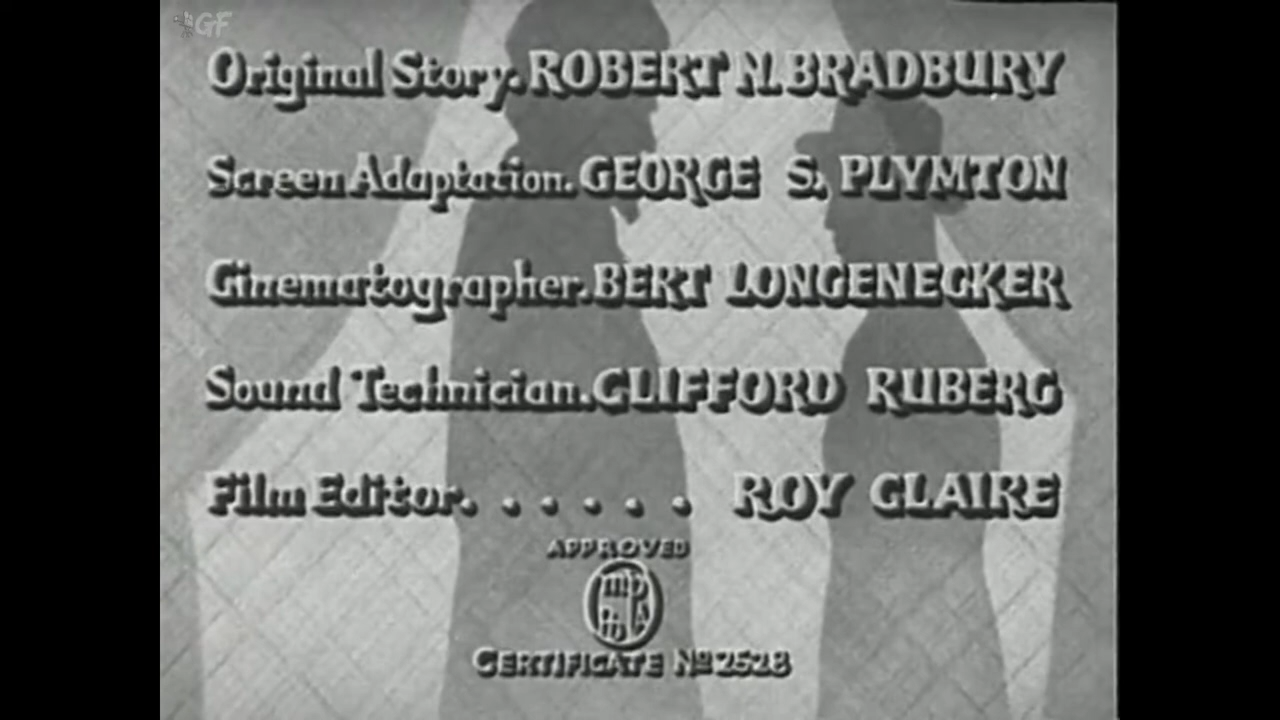 GF
Original Story. ROBERT N. BRADBURY
Screen Adaptation. GEORGE S. PLYMTON
Cinematographer. BERT LONGENECKER
Sound Technician. CLIFFORD RUBERG
Film Editor. . . . . . ROY CLAIRE
APPROVED
CERTIFICATE No 2528